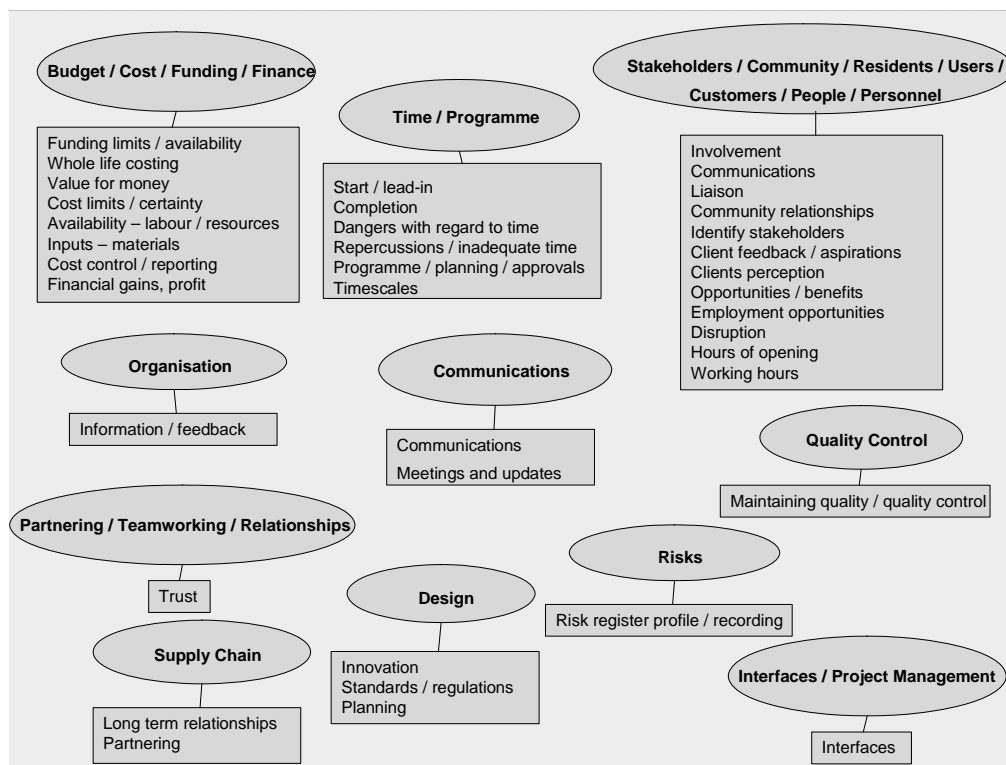 Budget / Cost / Funding / Finance
Funding limits / availability
Whole life costing
Value for money
Cost limits / certainty
Availability – labour / resources
Inputs – materials
Cost control / reporting
Financial gains, profit
Time / Programme
Start / lead-in
Completion
Dangers with regard to time
Repercussions / inadequate time
Programme / planning / approvals
Timescales
Stakeholders / Community / Residents / Users /
Customers / People / Personnel
Involvement
Communications
Liaison
Community relationships
Identify stakeholders
Client feedback / aspirations
Clients perception
Opportunities / benefits
Employment opportunities
Disruption
Hours of opening
Working hours
Organisation
Information / feedback
Communications
Communications
Meetings and updates
Quality Control
Maintaining quality / quality control
Partnering / Teamworking / Relationships
Trust
Risks
Risk register profile / recording
Design
Innovation
Standards / regulations
Planning
Supply Chain
Long term relationships
Partnering
Interfaces / Project Management
Interfaces